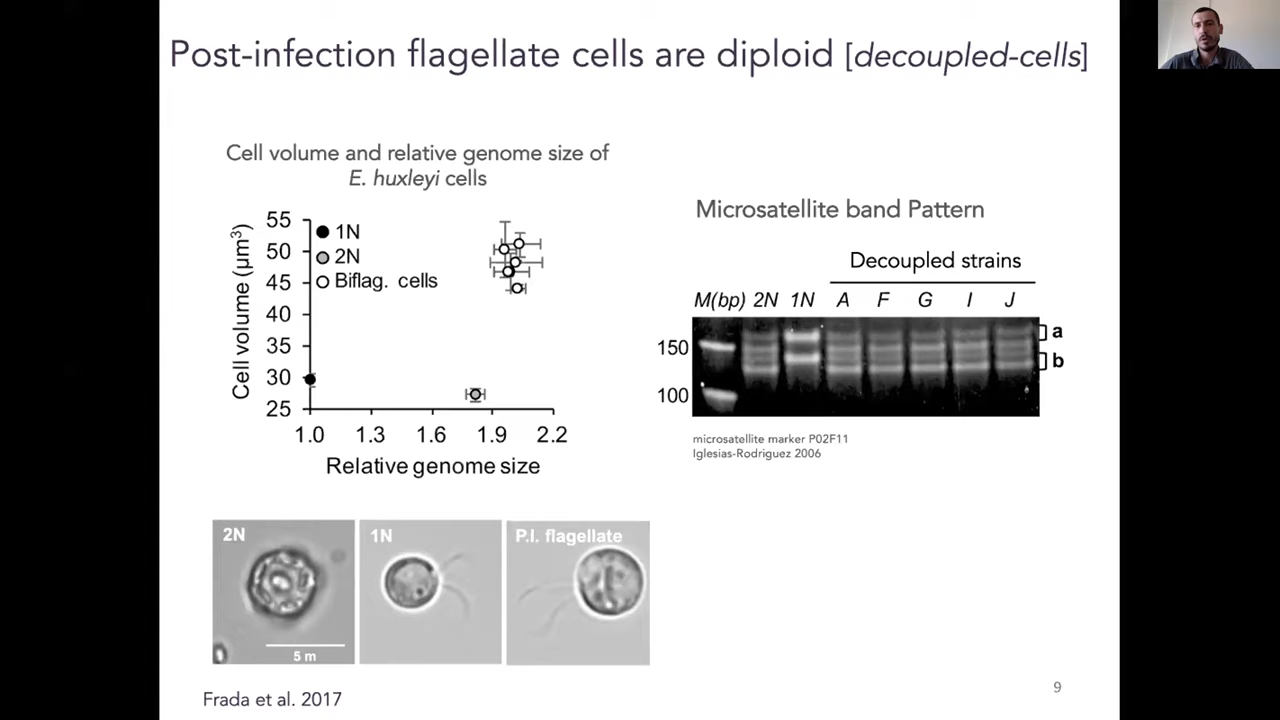 Post-infection flagellate cells are diploid [decoupled-cells]
Cell volume and relative genome size of
E. huxleyi cells
Cell volume (µm³)
55
50
45
40
35
30
25
1N
2N
Biflag. cells
1.0 1.3 1.6 1.9 2.2
Relative genome size
Microsatellite band Pattern
Decoupled strains
M(bp) 2N 1N A F G I J
150
100
a
b
microsatellite marker P02F11
Iglesias-Rodriguez 2006
2N
5 m
1N
P.I. flagellate
Frada et al. 2017
9